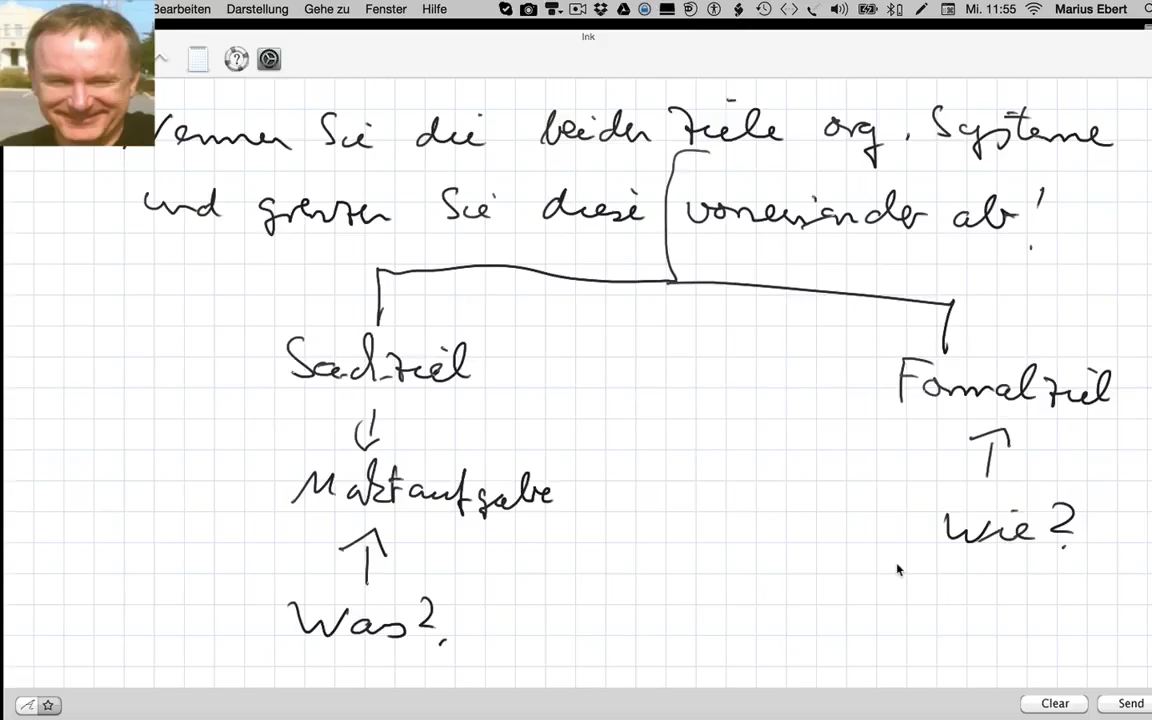 Bearbeiten Darstellung Gehe zu Fenster Hilfe Mi. 11:55 Marius Ebert
Ink
Nennen Sie die beiden Ziele org. Systeme
und grenzen Sie diese voneinander ab!
Sachziel
Formalziel
Marktaufgabe
Wie?
Was?
Clear Send